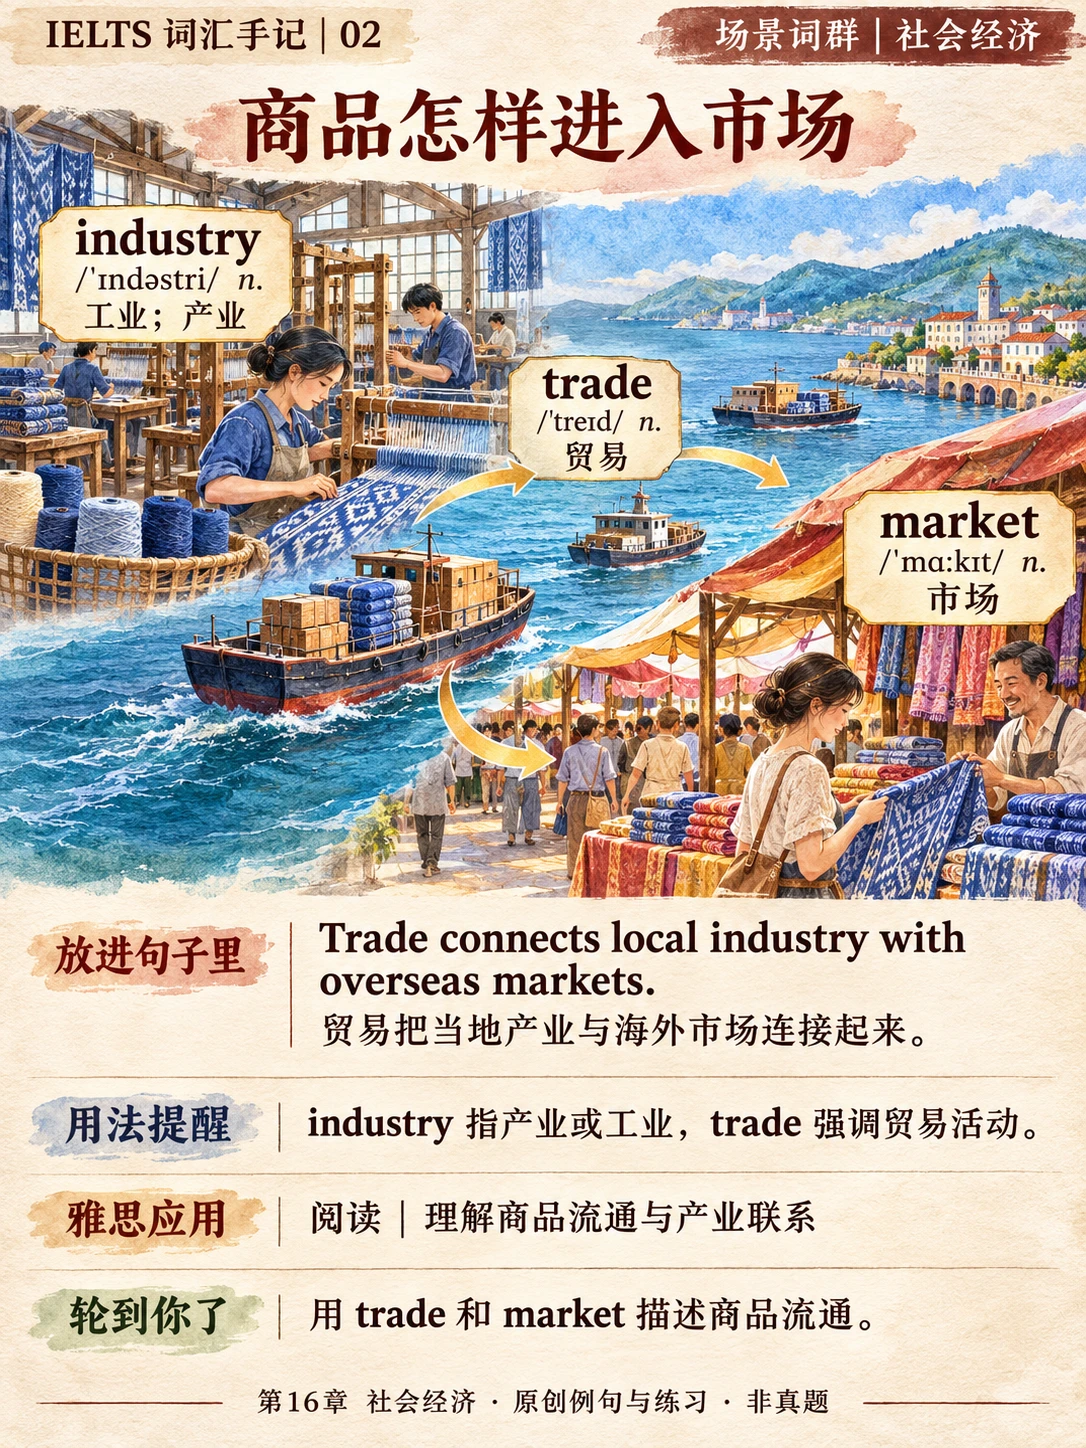 IELTS 词汇手记 | 02
场景词群 | 社会经济
商品怎样进入市场
industry
/ˈɪndəstri/ n.
工业；产业
trade
/ˈtreɪd/ n.
贸易
market
/ˈmɑ:kɪt/ n.
市场
放进句子里
Trade connects local industry with
overseas markets.
贸易把当地产业与海外市场连接起来。
用法提醒
industry 指产业或工业，trade 强调贸易活动。
雅思应用
阅读 | 理解商品流通与产业联系
轮到你了
用 trade 和 market 描述商品流通。
第16章 社会经济 · 原创例句与练习 · 非真题